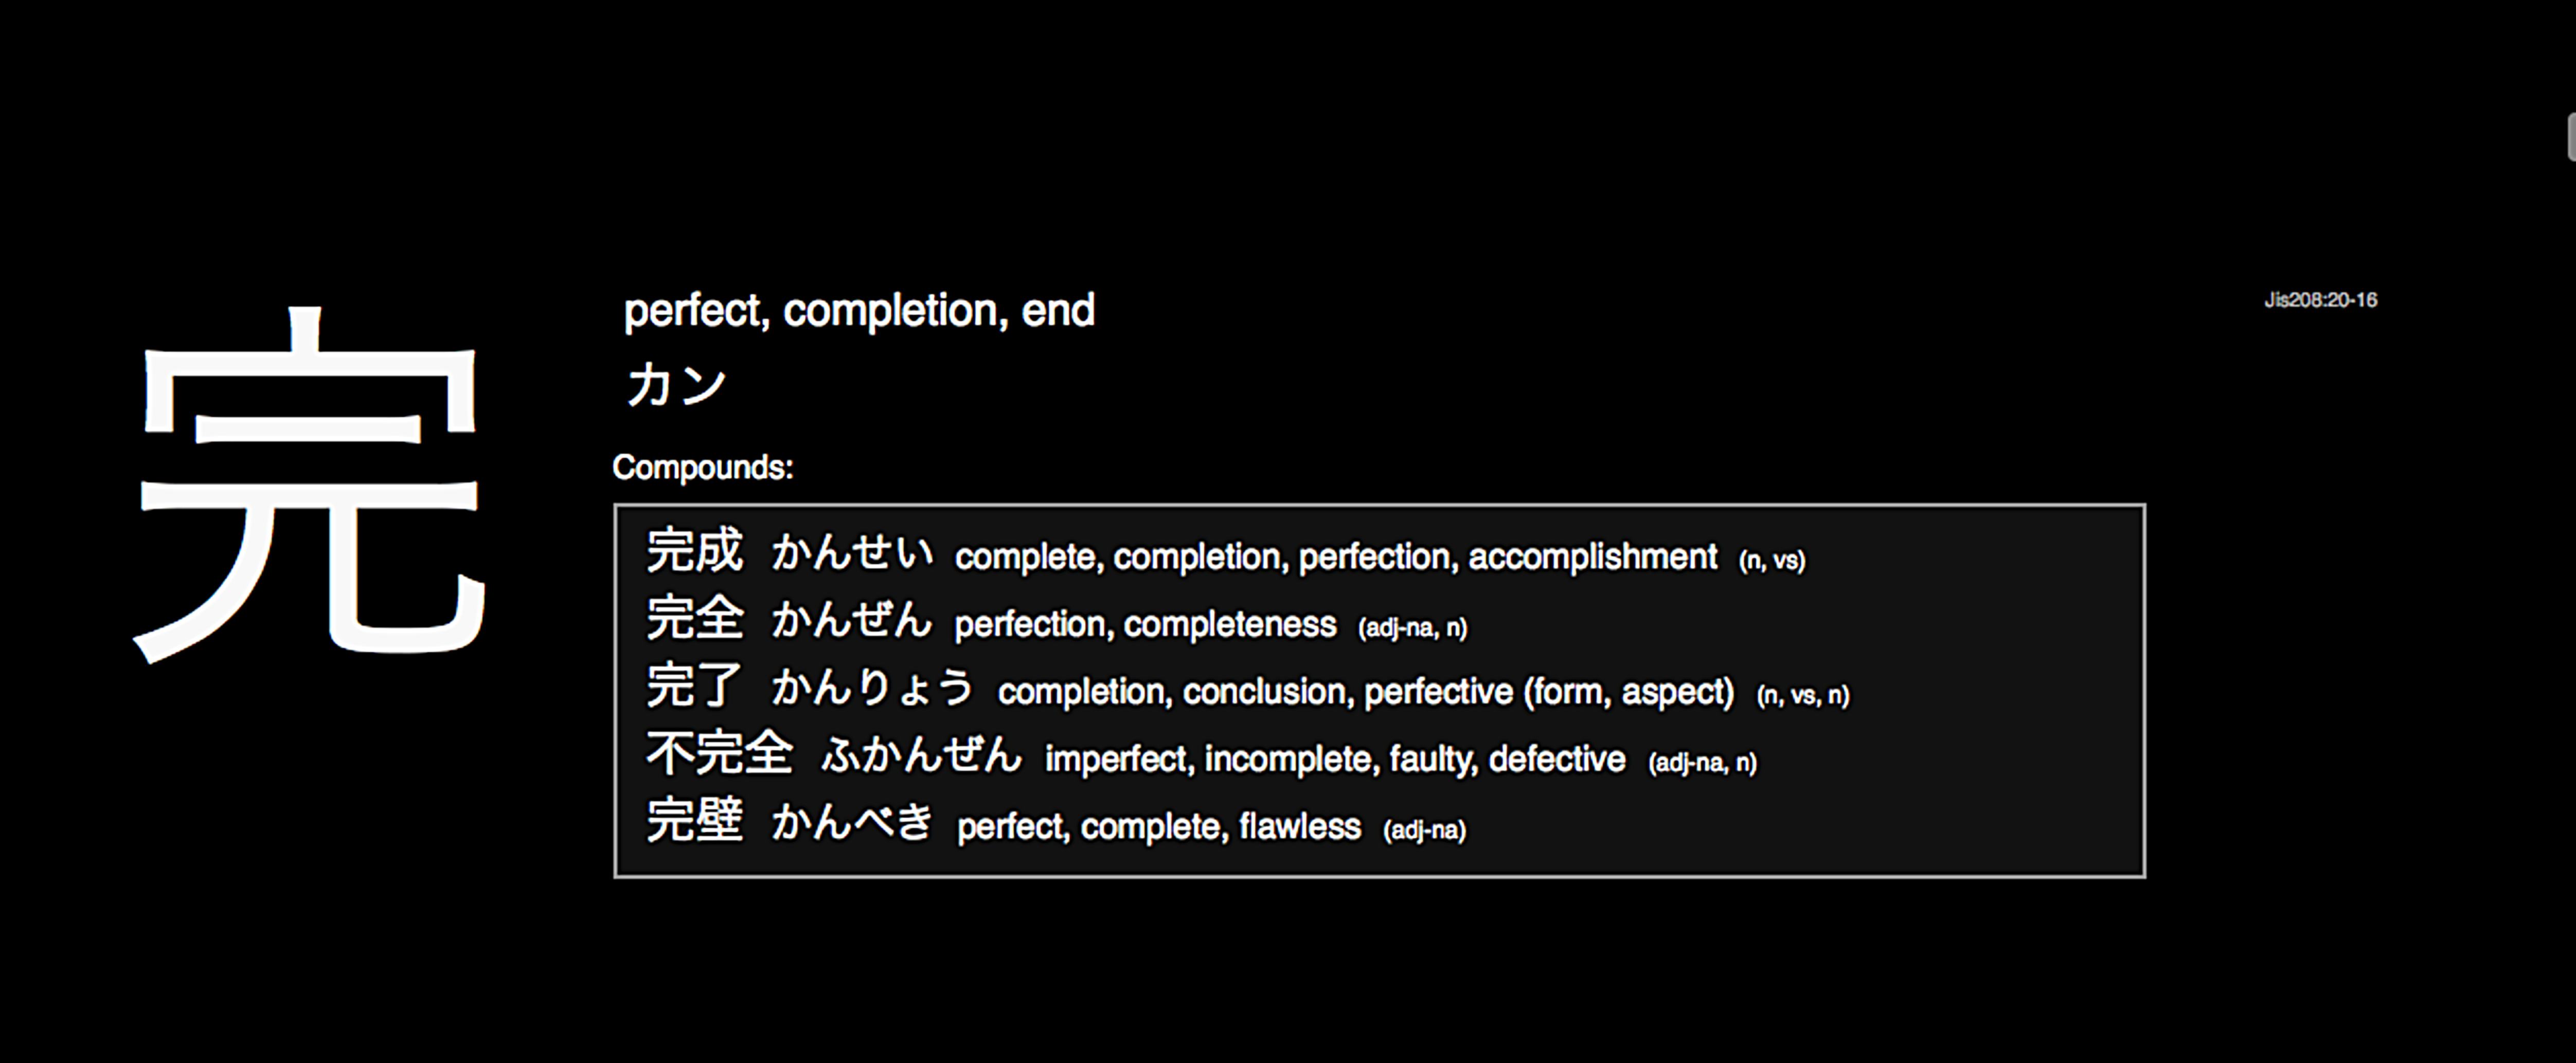 完
perfect, completion, end
Jis208:20-16
カン
Compounds:
完成 かんせい complete, completion, perfection, accomplishment (n, vs)
完全 かんぜん perfection, completeness (adj-na, n)
完了 かんりょう completion, conclusion, perfective (form, aspect) (n, vs, n)
不完全 ふかんぜん imperfect, incomplete, faulty, defective (adj-na, n)
完壁 かんべき perfect, complete, flawless (adj-na)